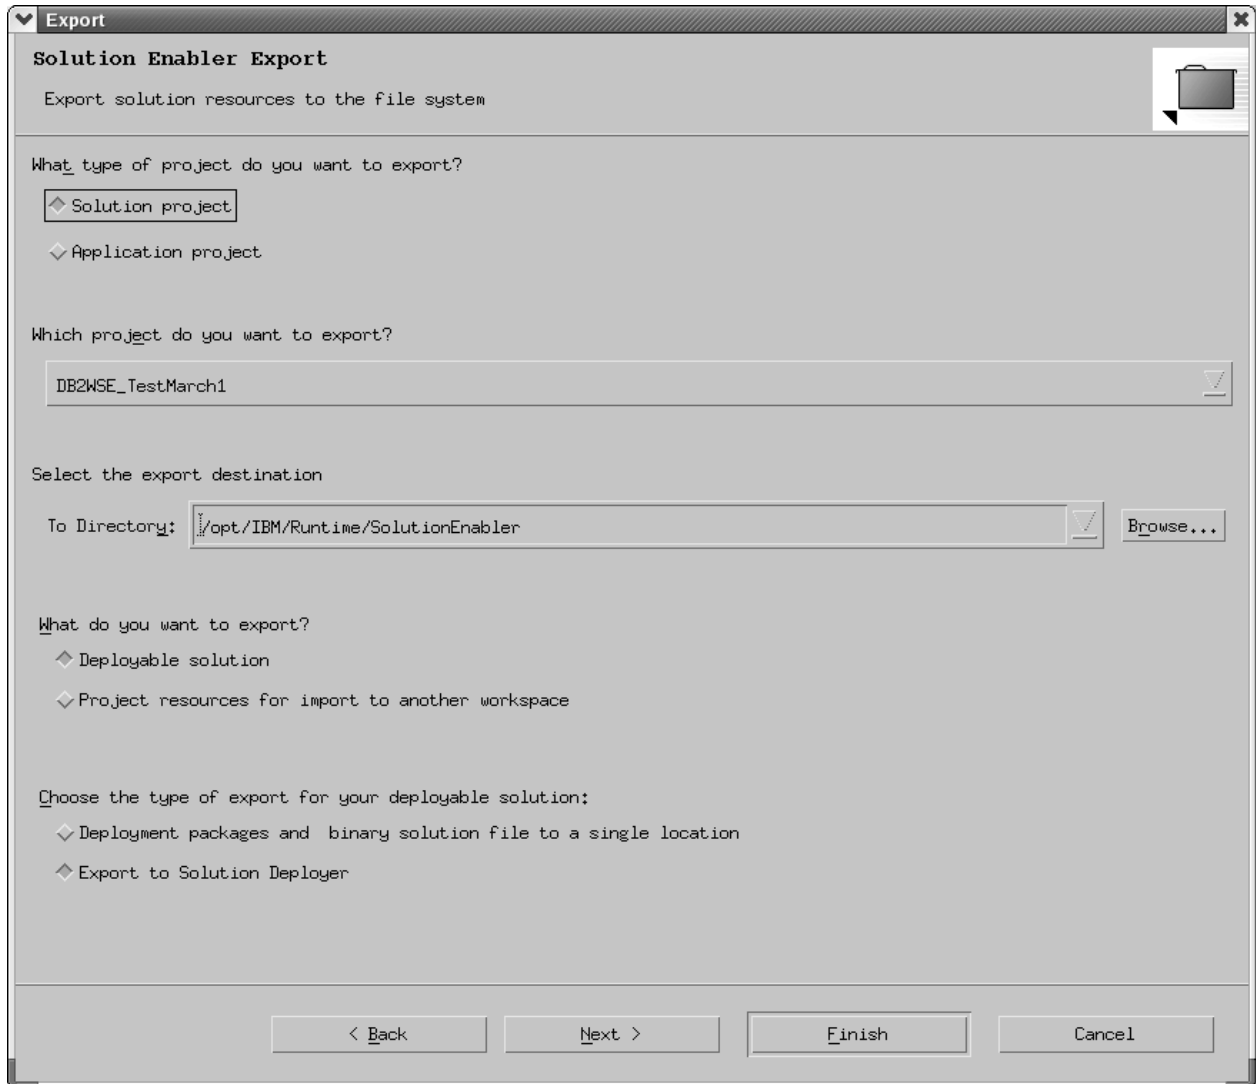 Export
Solution Enabler Export
Export solution resources to the file system
What type of project do you want to export?
Solution project
Application project
Which project do you want to export?
DB2WSE_TestMarch1
Select the export destination
To Directory: /opt/IBM/Runtime/SolutionEnabler Browse...
What do you want to export?
Deployable solution
Project resources for import to another workspace
Choose the type of export for your deployable solution:
Deployment packages and  binary solution file to a single location
Export to Solution Deployer
< Back Next > Finish Cancel